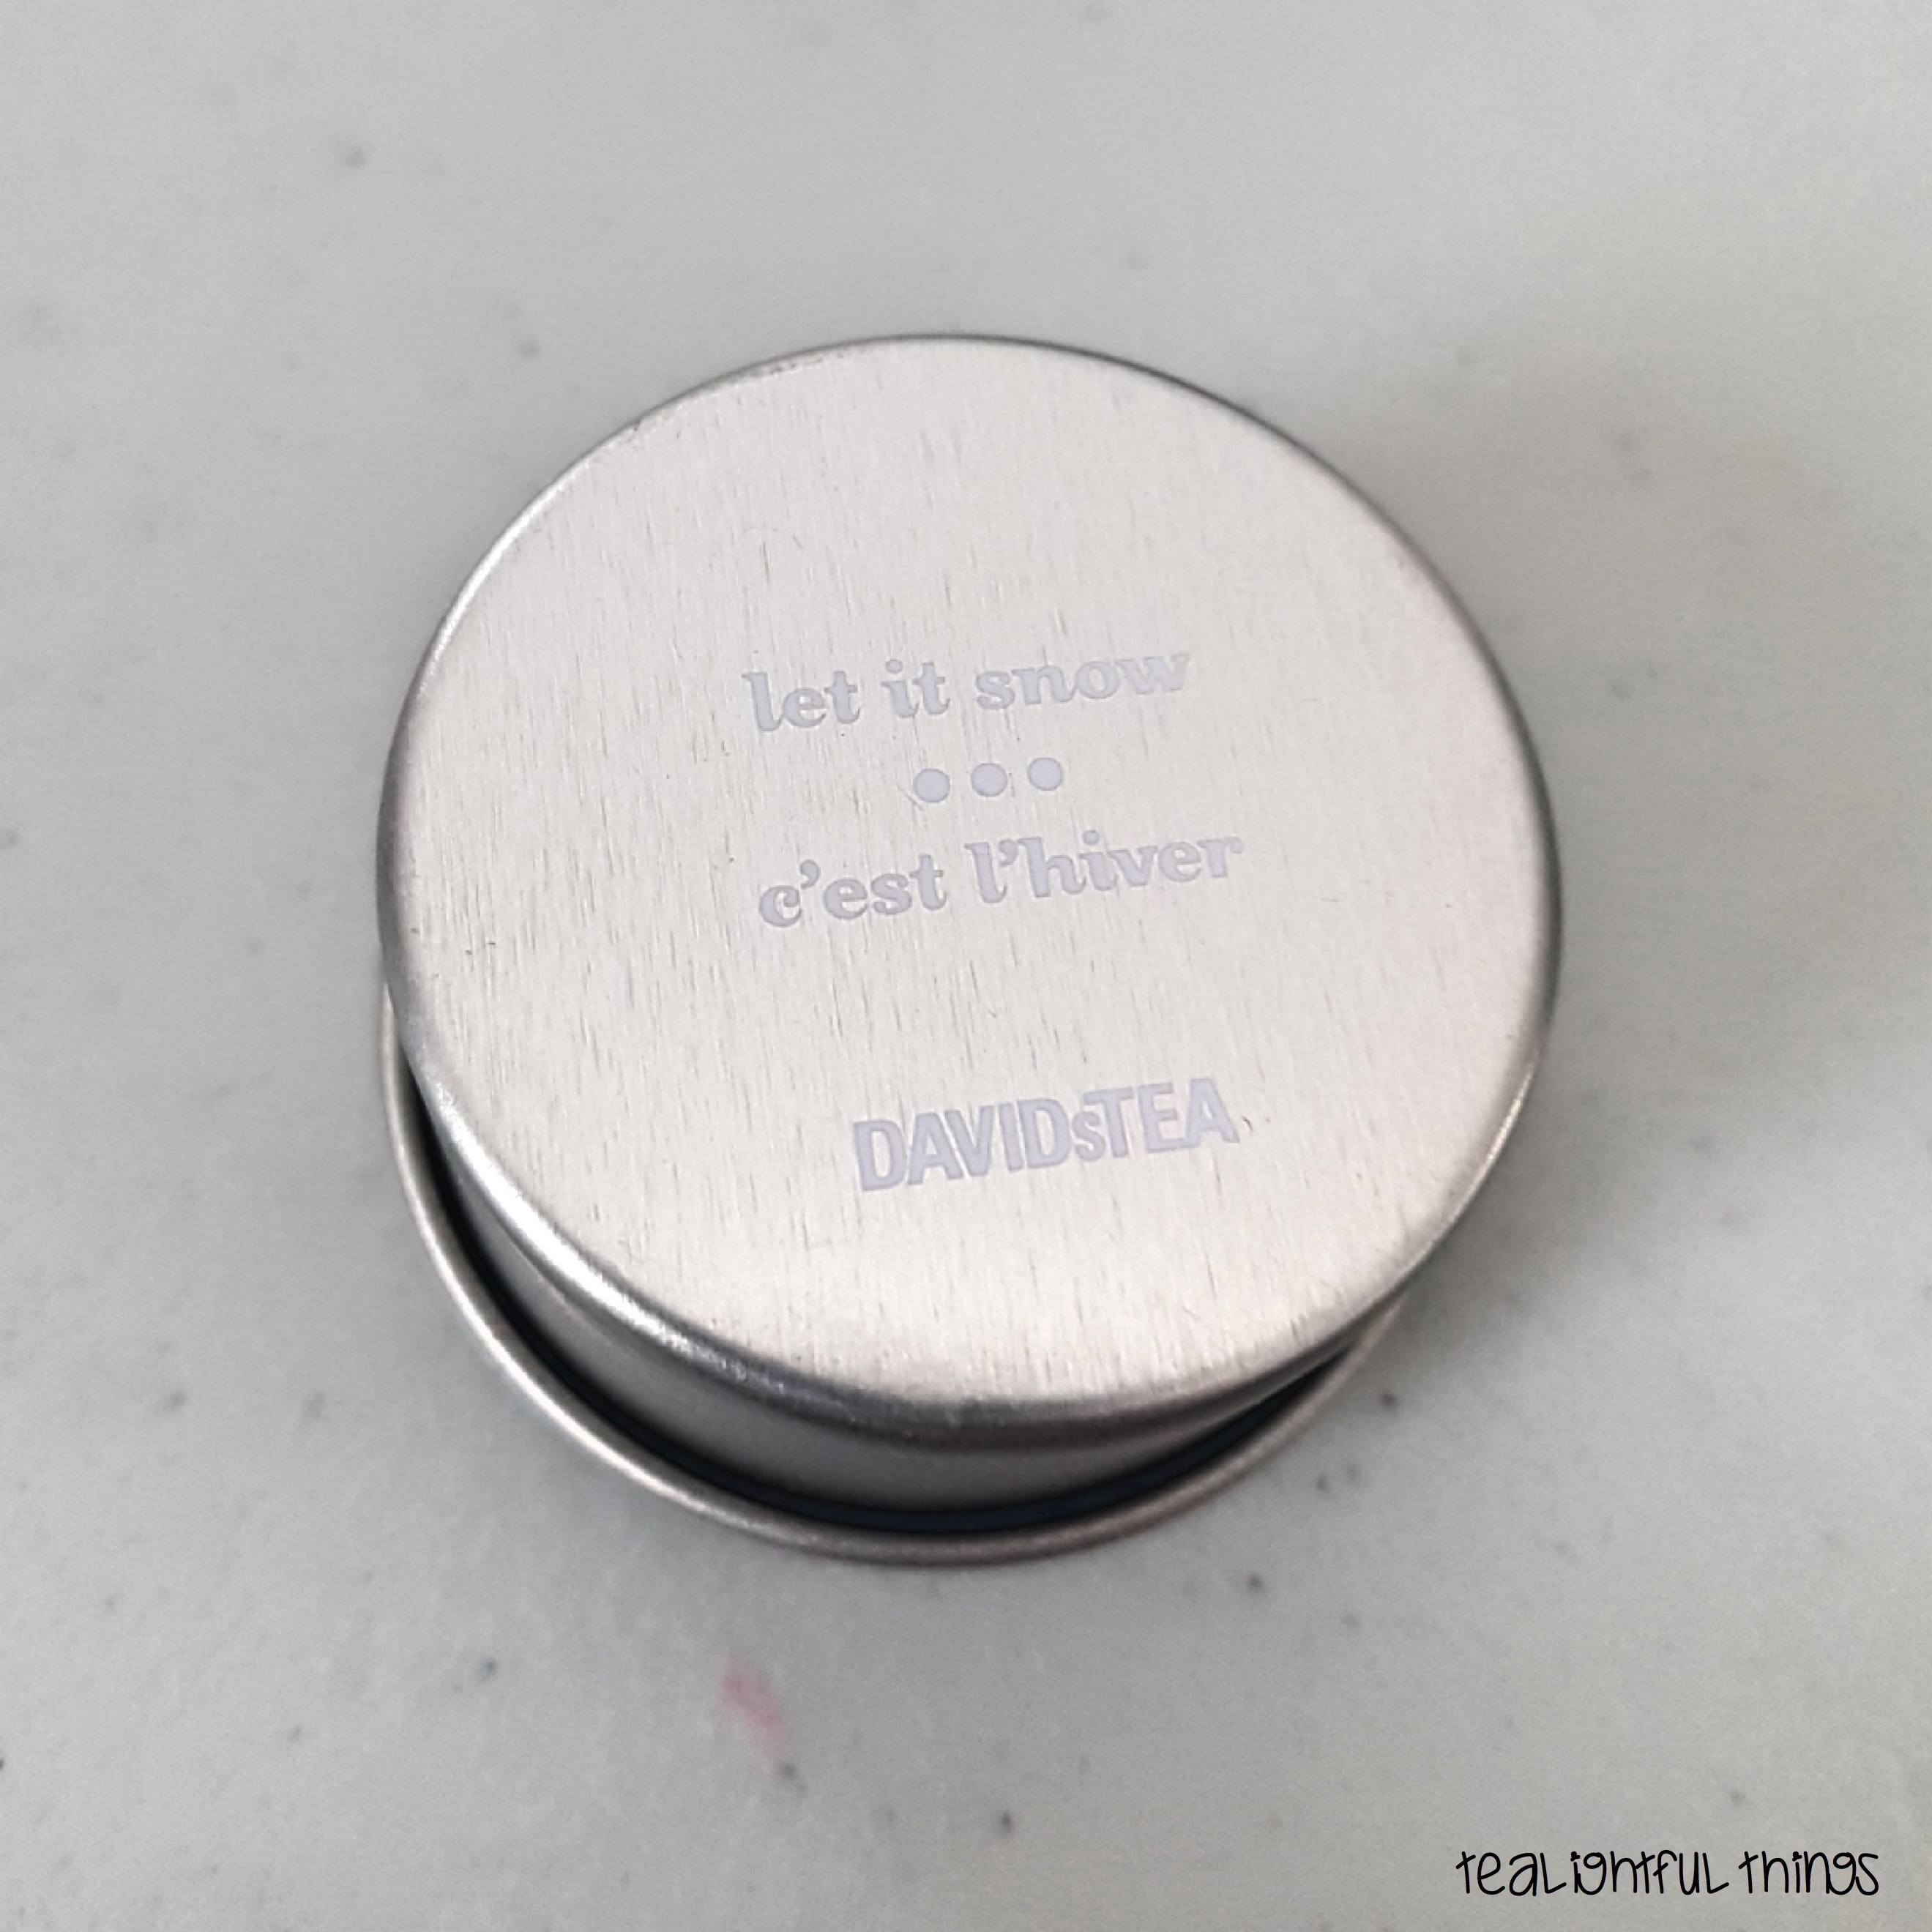 let it snow
•••
c'est l'hiver
DAVIDsTEA
teaLightfuL things